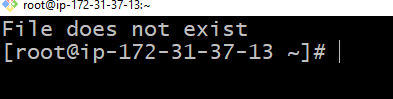 root@ip-172-31-37-13:~
File does not exist
[root@ip-172-31-37-13 ~]#